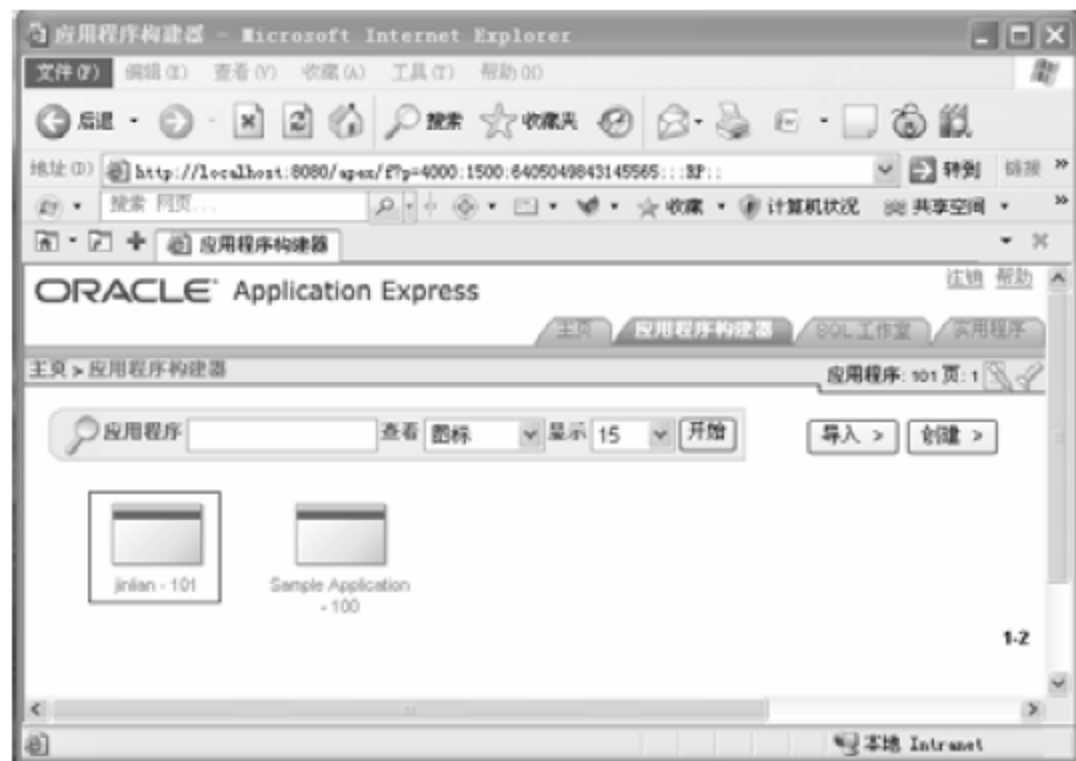 应用程序构建器 - Microsoft Internet Explorer
文件(F) 编辑(E) 查看(V) 收藏(A) 工具(T) 帮助(H)
后退 搜索 收藏夹
地址(D) http://localhost:8080/apex/f?p=4000:1500:6405049843145565:::RP:: 转到 链接 »
搜索 网页... 收藏 计算机状况 共享空间 »
应用程序构建器
ORACLE Application Express 注销 帮助
主页 应用程序构建器 SQL 工作室 实用程序
主页 > 应用程序构建器 应用程序: 101 页: 1
应用程序 查看 图标 显示 15 开始 导入 > 创建 >
jinlian - 101 Sample Application
- 100
1-2
本地 Intranet